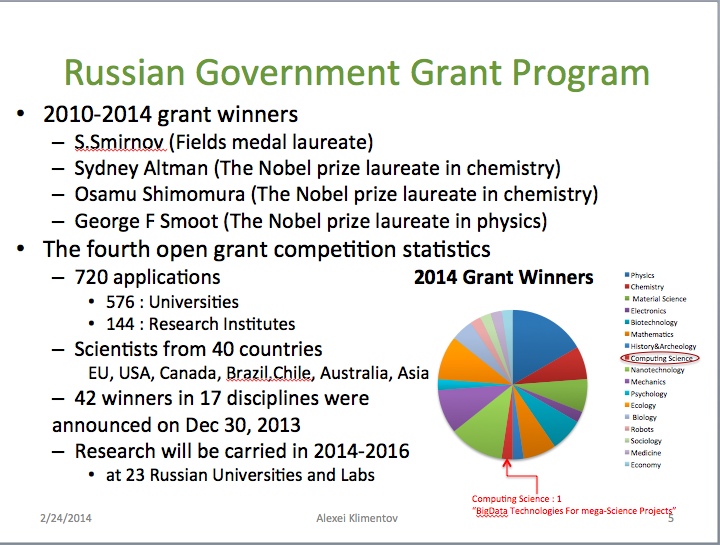 Russian Government Grant Program
• 2010-2014 grant winners
– S.Smirnov (Fields medal laureate)
– Sydney Altman (The Nobel prize laureate in chemistry)
– Osamu Shimomura (The Nobel prize laureate in chemistry)
– George F Smoot (The Nobel prize laureate in physics)
• The fourth open grant competition statistics
– 720 applications
• 576 : Universities
• 144 : Research Institutes
– Scientists from 40 countries
EU, USA, Canada, Brazil,Chile, Australia, Asia
– 42 winners in 17 disciplines were
announced on Dec 30, 2013
– Research will be carried in 2014-2016
• at 23 Russian Universities and Labs
2014 Grant Winners
Physics
Chemistry
Material Science
Electronics
Biotechnology
Mathematics
History&Archeology
Computing Science
Nanotechnology
Mechanics
Psychology
Ecology
Biology
Robots
Sociology
Medicine
Economy
Computing Science : 1
"BigData Technologies For mega-Science Projects"
2/24/2014
Alexei Klimentov
5